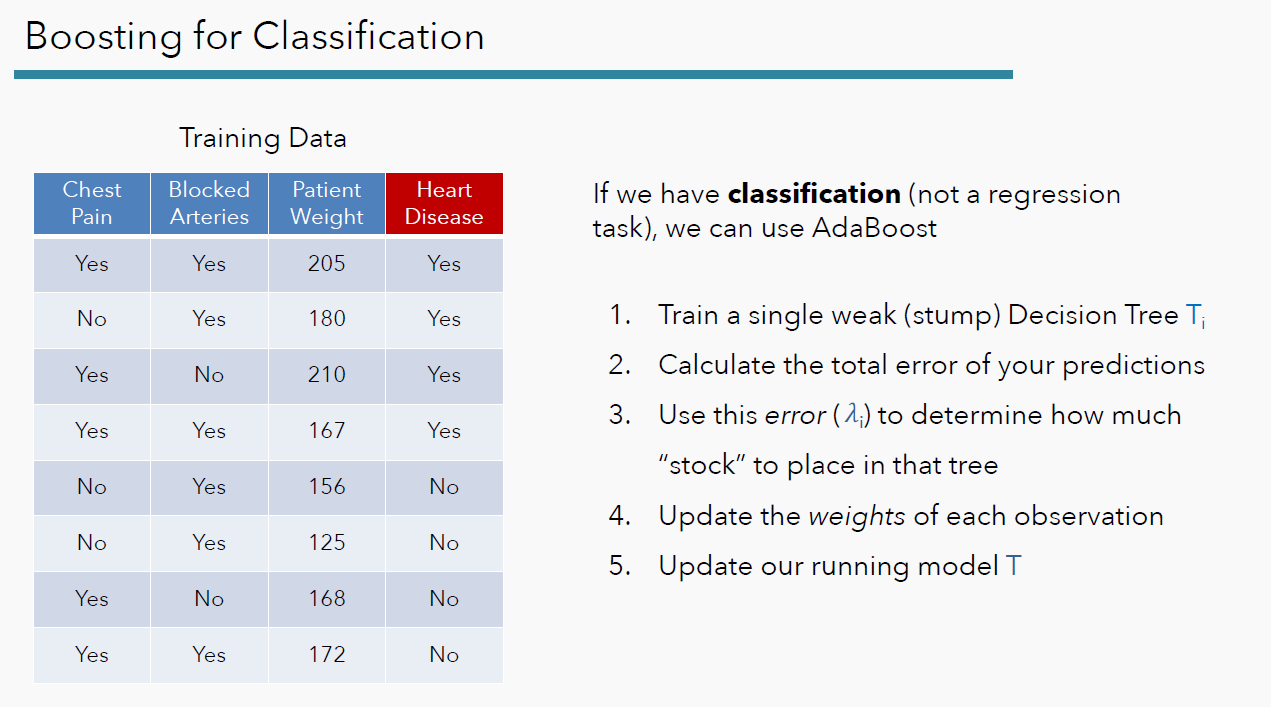 Boosting for Classification
Training Data
Chest Pain Blocked Arteries Patient Weight Heart Disease
Yes Yes 205 Yes
No Yes 180 Yes
Yes No 210 Yes
Yes Yes 167 Yes
No Yes 156 No
No Yes 125 No
Yes No 168 No
Yes Yes 172 No
If we have classification (not a regression
task), we can use AdaBoost
1. Train a single weak (stump) Decision Tree Ti
2. Calculate the total error of your predictions
3. Use this error (λi) to determine how much
“stock” to place in that tree
4. Update the weights of each observation
5. Update our running model T